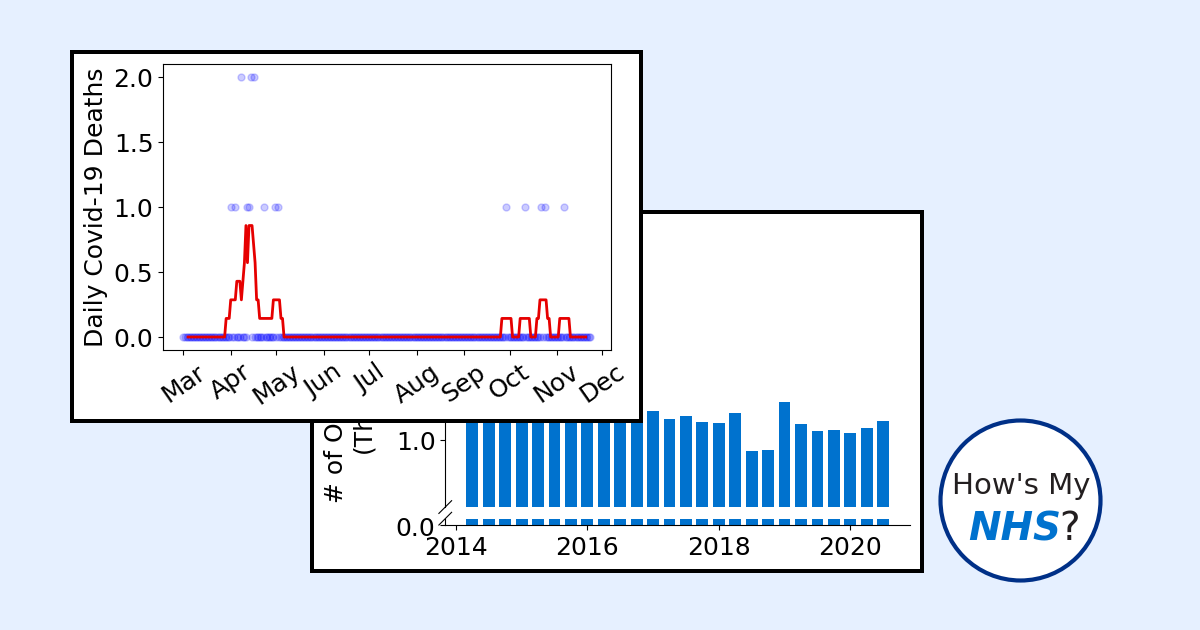 Daily Covid-19 Deaths
2.0
1.5
1.0
0.5
0.0
Mar Apr May Jun Jul Aug Sep Oct Nov Dec
# of O
(Th
1.0
0.0
2014 2016 2018 2020
How's My
NHS?